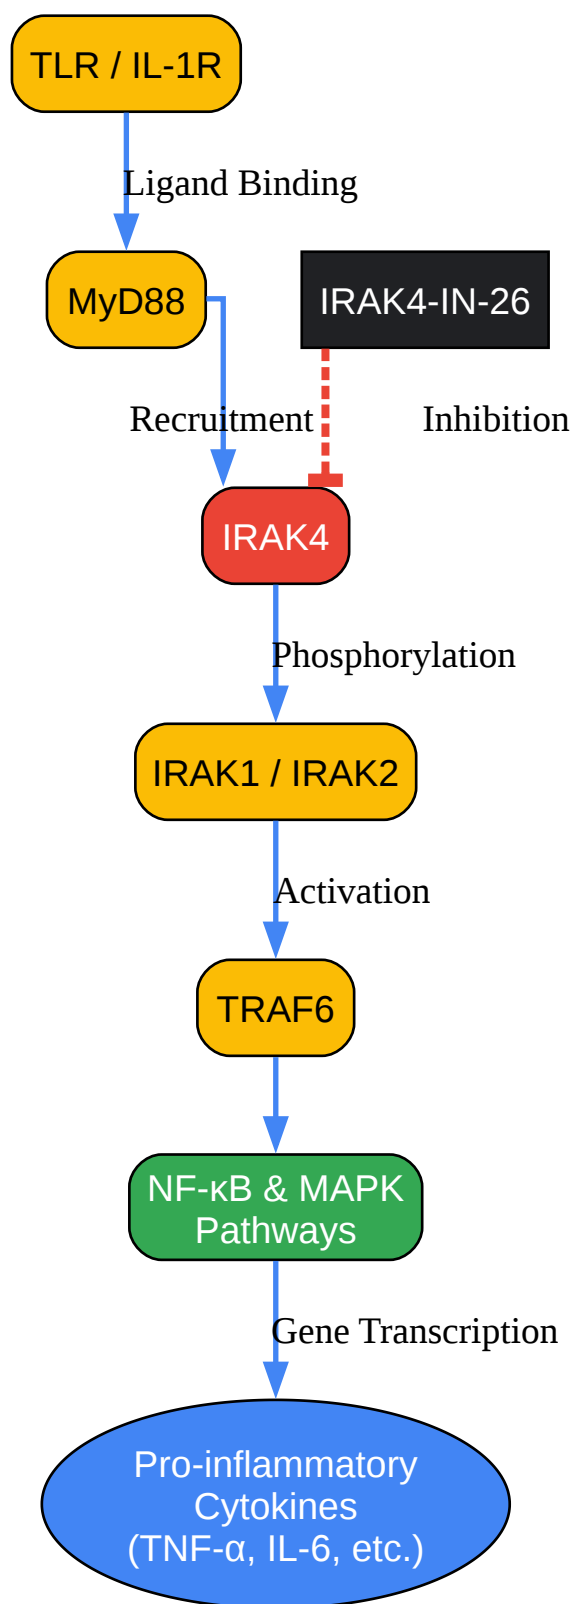 TLR / IL-1R
Ligand Binding
MyD88
IRAK4-IN-26
Recruitment
Inhibition
IRAK4
Phosphorylation
IRAK1 / IRAK2
Activation
TRAF6
NF-κB & MAPK
Pathways
Gene Transcription
Pro-inflammatory
Cytokines
(TNF-α, IL-6, etc.)